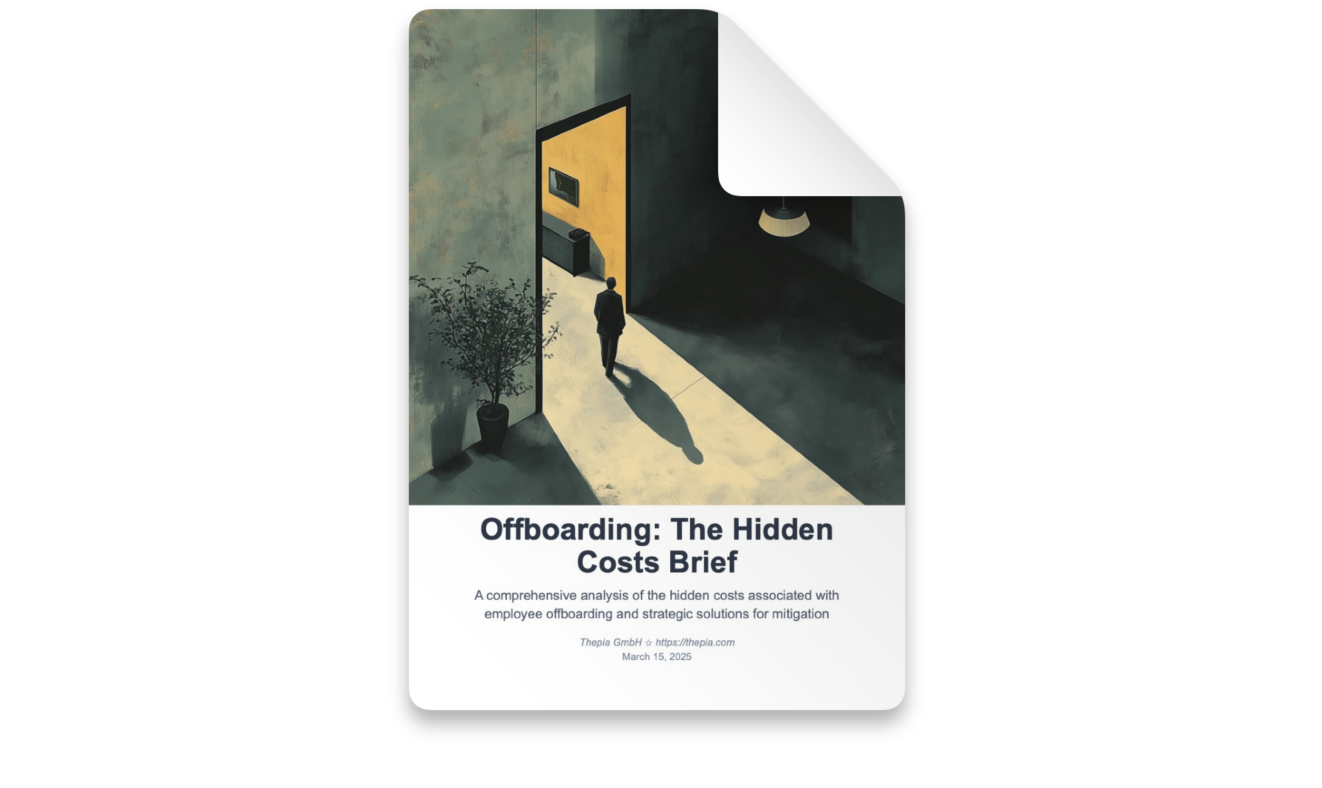 Offboarding: The Hidden
Costs Brief
A comprehensive analysis of the hidden costs associated with
employee offboarding and strategic solutions for mitigation
Thepia GmbH ☆ https://thepia.com
March 15, 2025